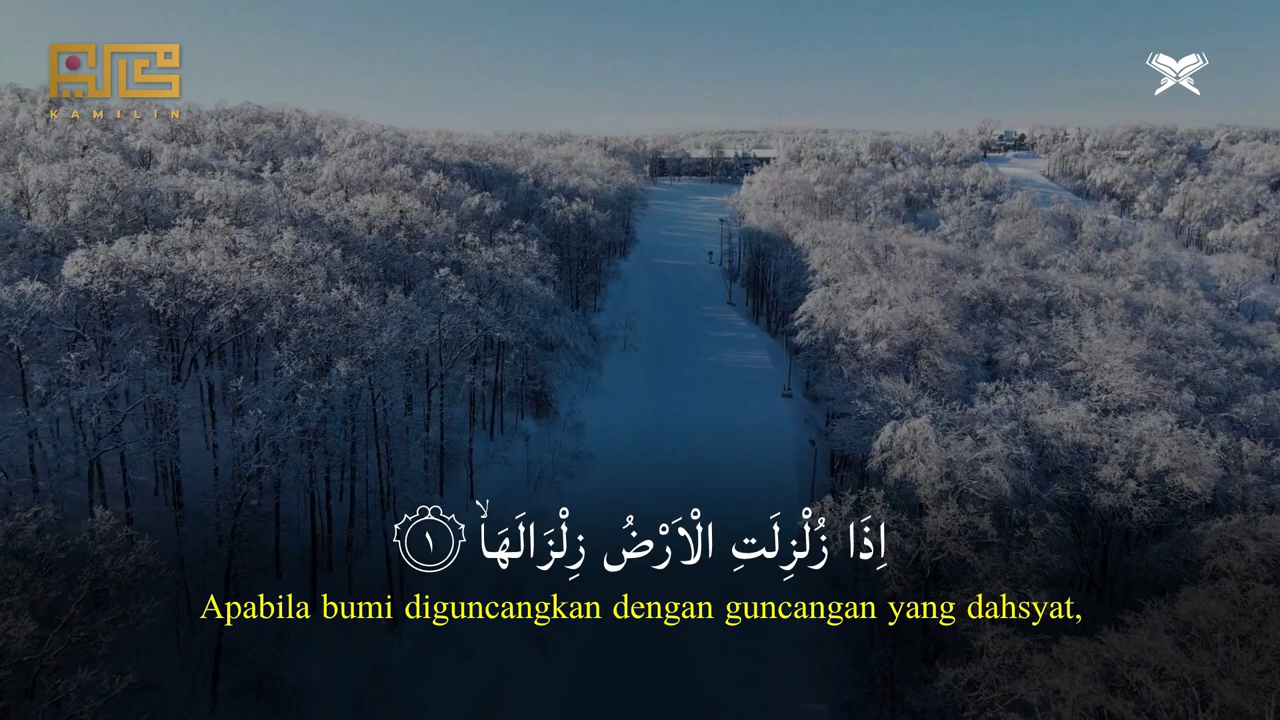 KAMILIN
اِذَا زُلْزِلَتِ الْاَرْضُ زِلْزَالَهَاۙ ۝١
Apabila bumi diguncangkan dengan guncangan yang dahsyat,